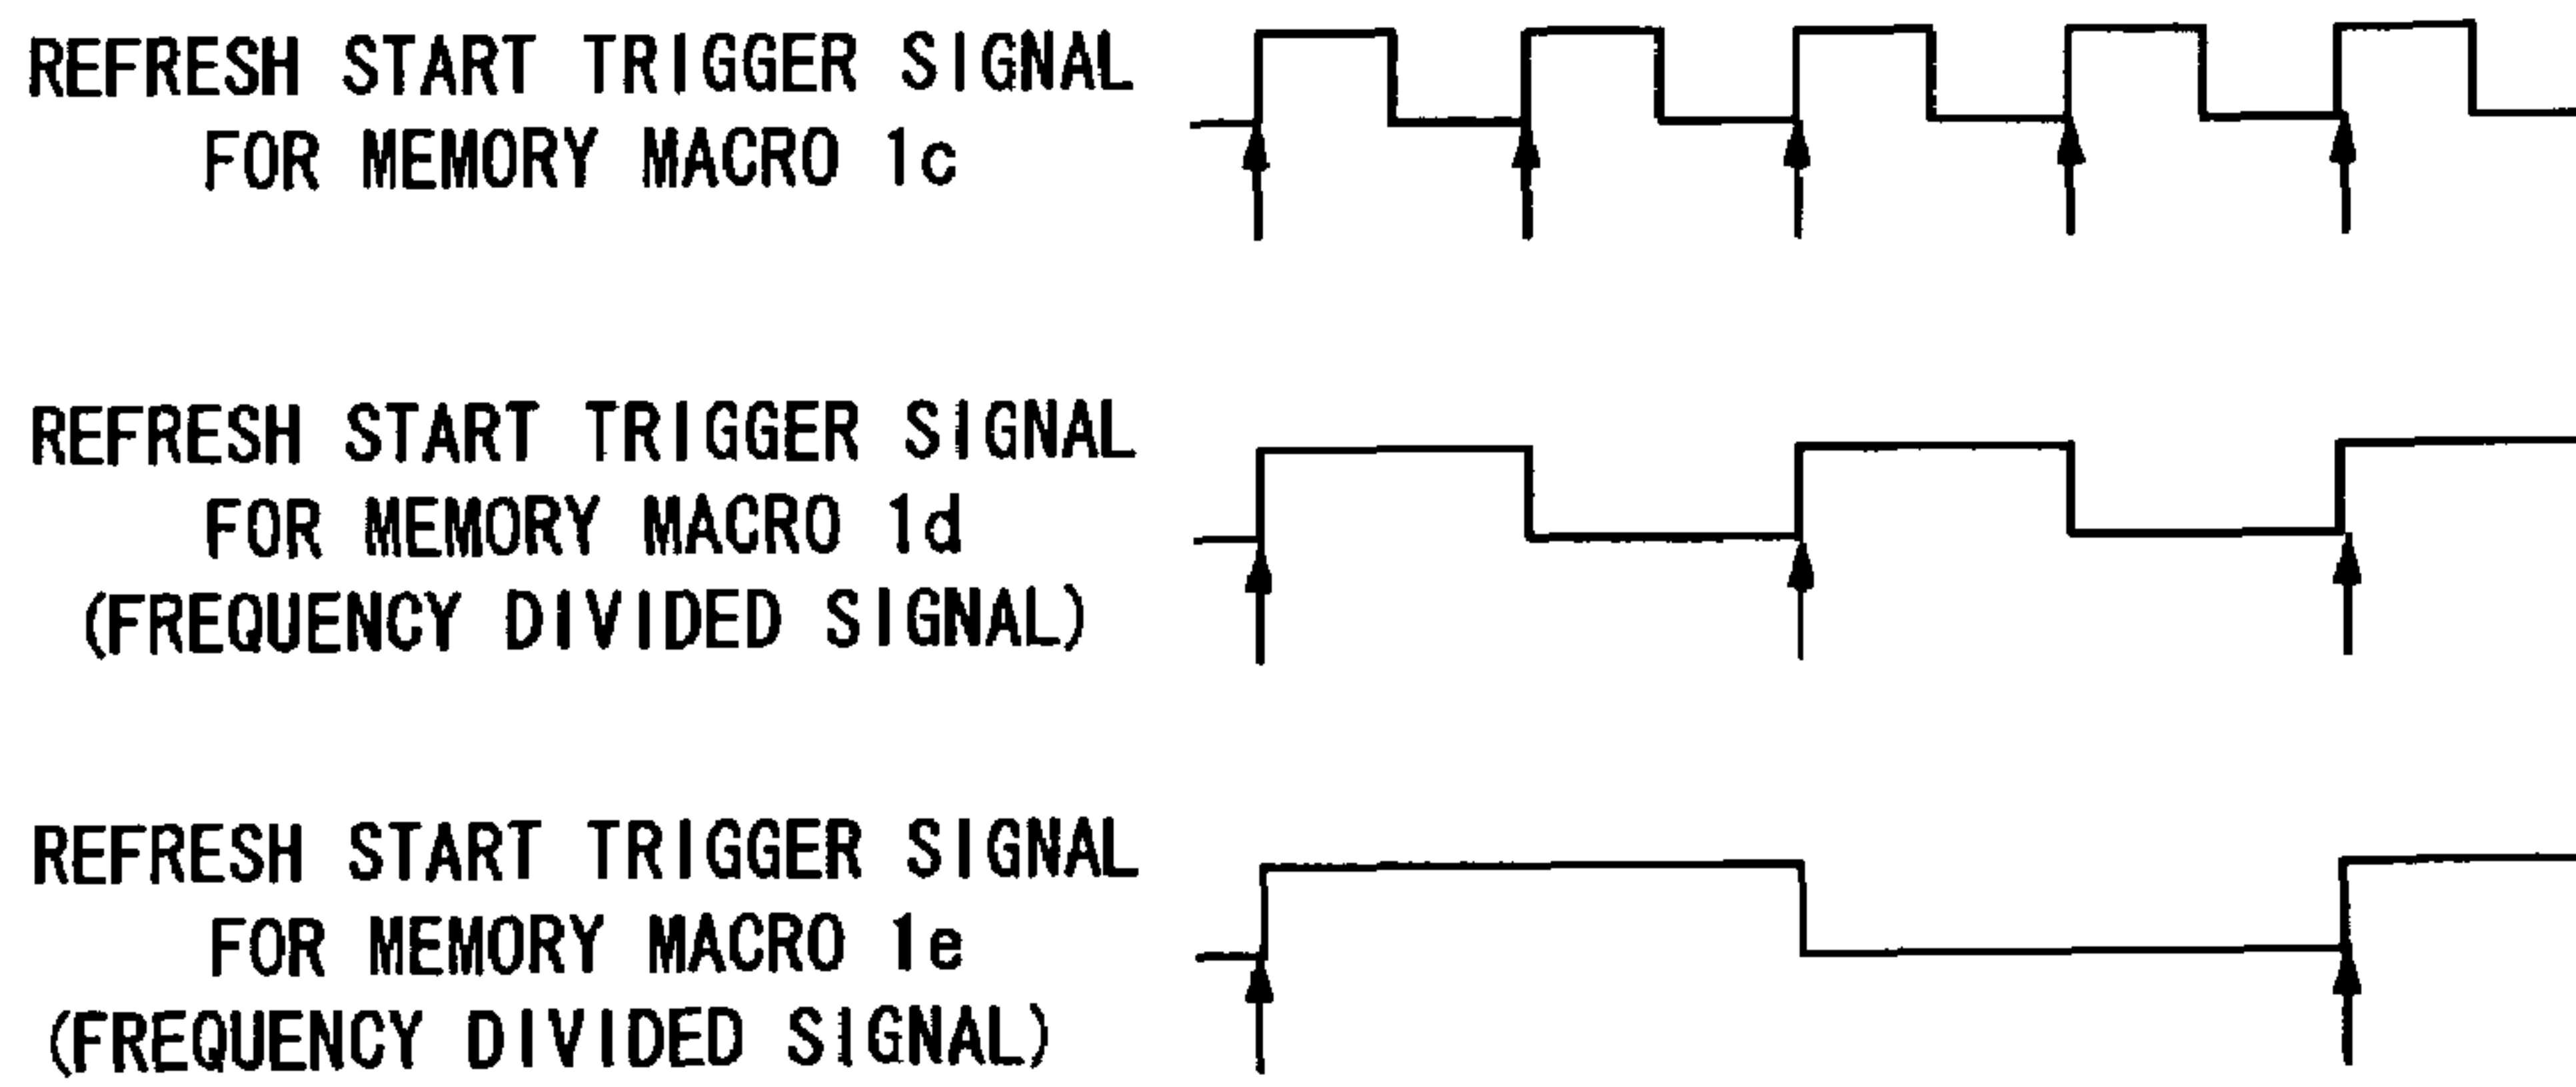 REFRESH START TRIGGER SIGNAL
FOR MEMORY MACRO 1c
REFRESH START TRIGGER SIGNAL
FOR MEMORY MACRO 1d
(FREQUENCY DIVIDED SIGNAL)
REFRESH START TRIGGER SIGNAL
FOR MEMORY MACRO 1e
(FREQUENCY DIVIDED SIGNAL)